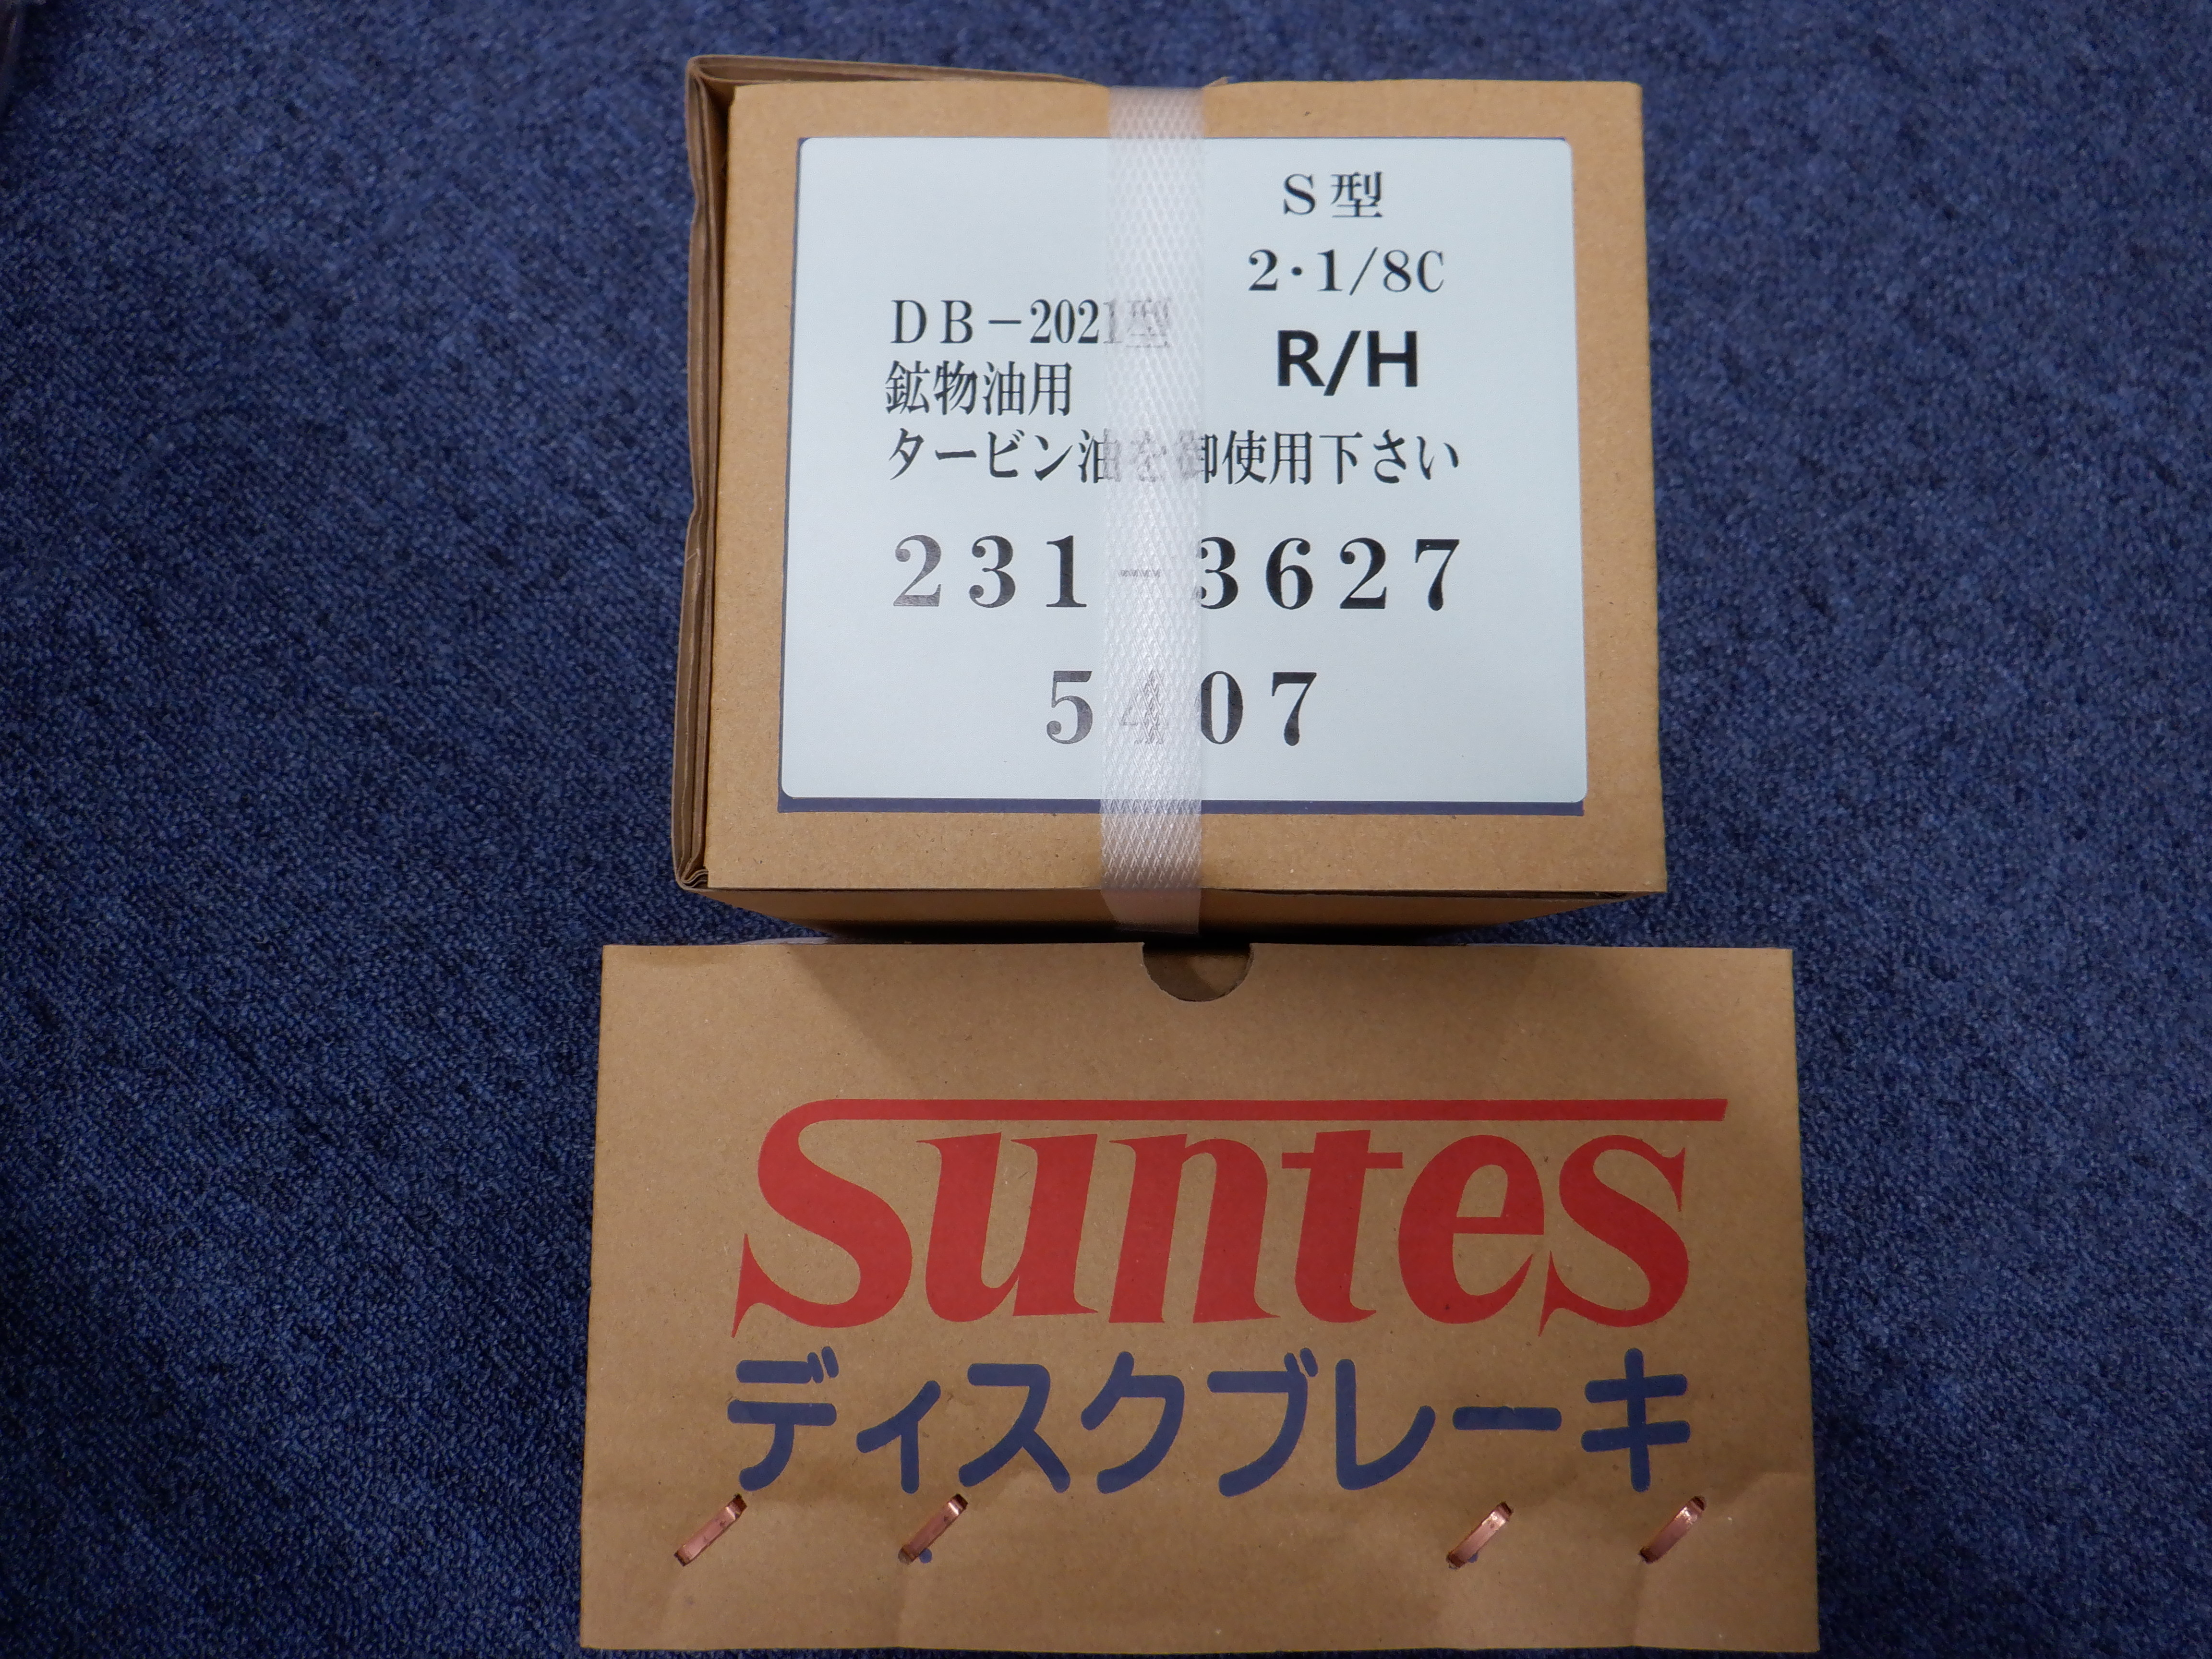 S型
2・1/8C
DB－2021型
R/H
鉱物油用
タービン油を御使用下さい
231－3627
5407
Suntes
ディスクブレーキ